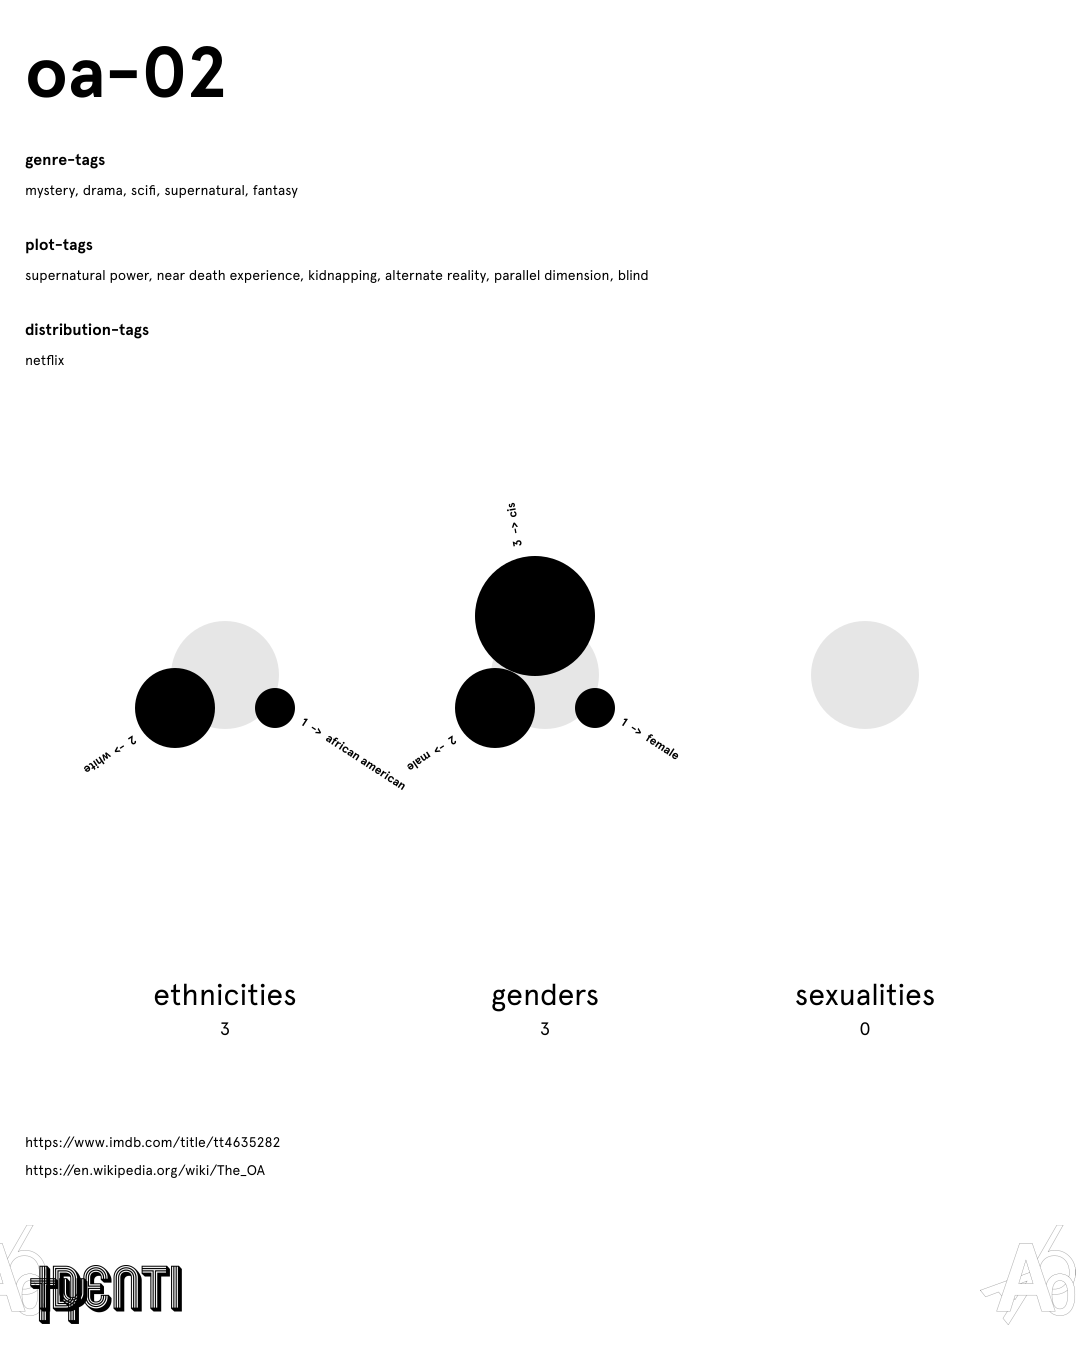 oa-02
genre-tags
mystery, drama, scifi, supernatural, fantasy
plot-tags
supernatural power, near death experience, kidnapping, alternate reality, parallel dimension, blind
distribution-tags
netflix
3 -> cis
2 -> white
1 -> african american
2 -> male
1 -> female
ethnicities
3
genders
3
sexualities
0
https://www.imdb.com/title/tt4635282
https://en.wikipedia.org/wiki/The_OA
IDENTI
TY